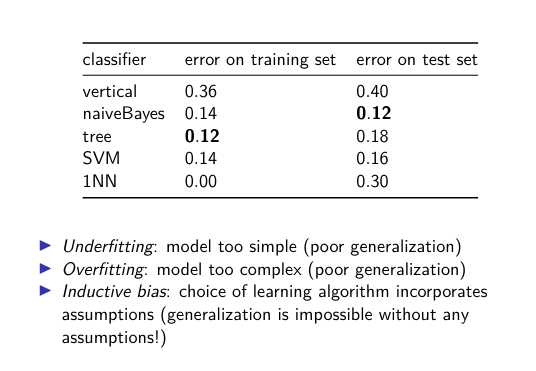 classifier error on training set error on test set
vertical 0.36 0.40
naiveBayes 0.14 0.12
tree 0.12 0.18
SVM 0.14 0.16
1NN 0.00 0.30
Underfitting: model too simple (poor generalization)
Overfitting: model too complex (poor generalization)
Inductive bias: choice of learning algorithm incorporates
assumptions (generalization is impossible without any
assumptions!)